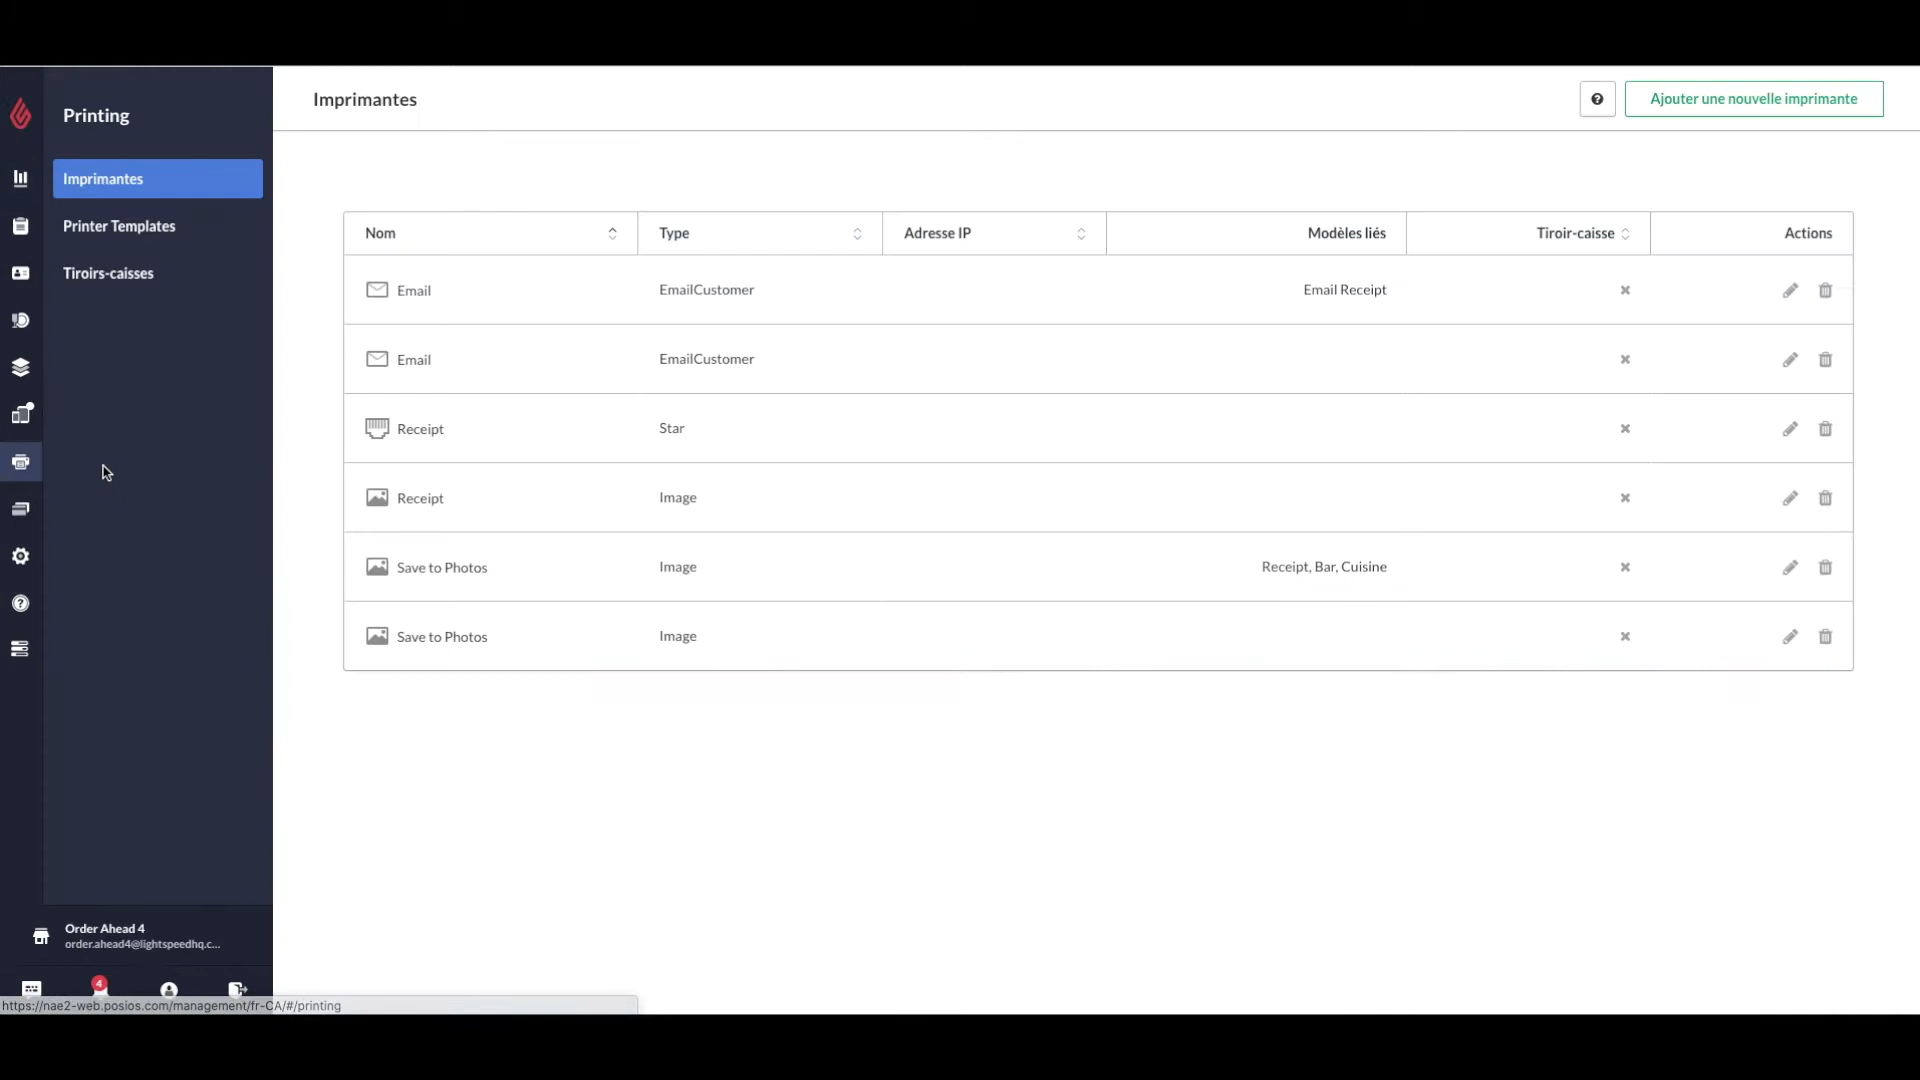 Printing
Imprimantes
Printer Templates
Tiroirs-caisses
Order Ahead 4
order.ahead4@lightspeedhq.c...
4
https://nae2-web.posios.com/management/fr-CA/#/printing
Imprimantes
Ajouter une nouvelle imprimante
Nom Type Adresse IP Modèles liés Tiroir-caisse Actions
Email EmailCustomer Email Receipt
Email EmailCustomer
Receipt Star
Receipt Image
Save to Photos Image Receipt, Bar, Cuisine
Save to Photos Image